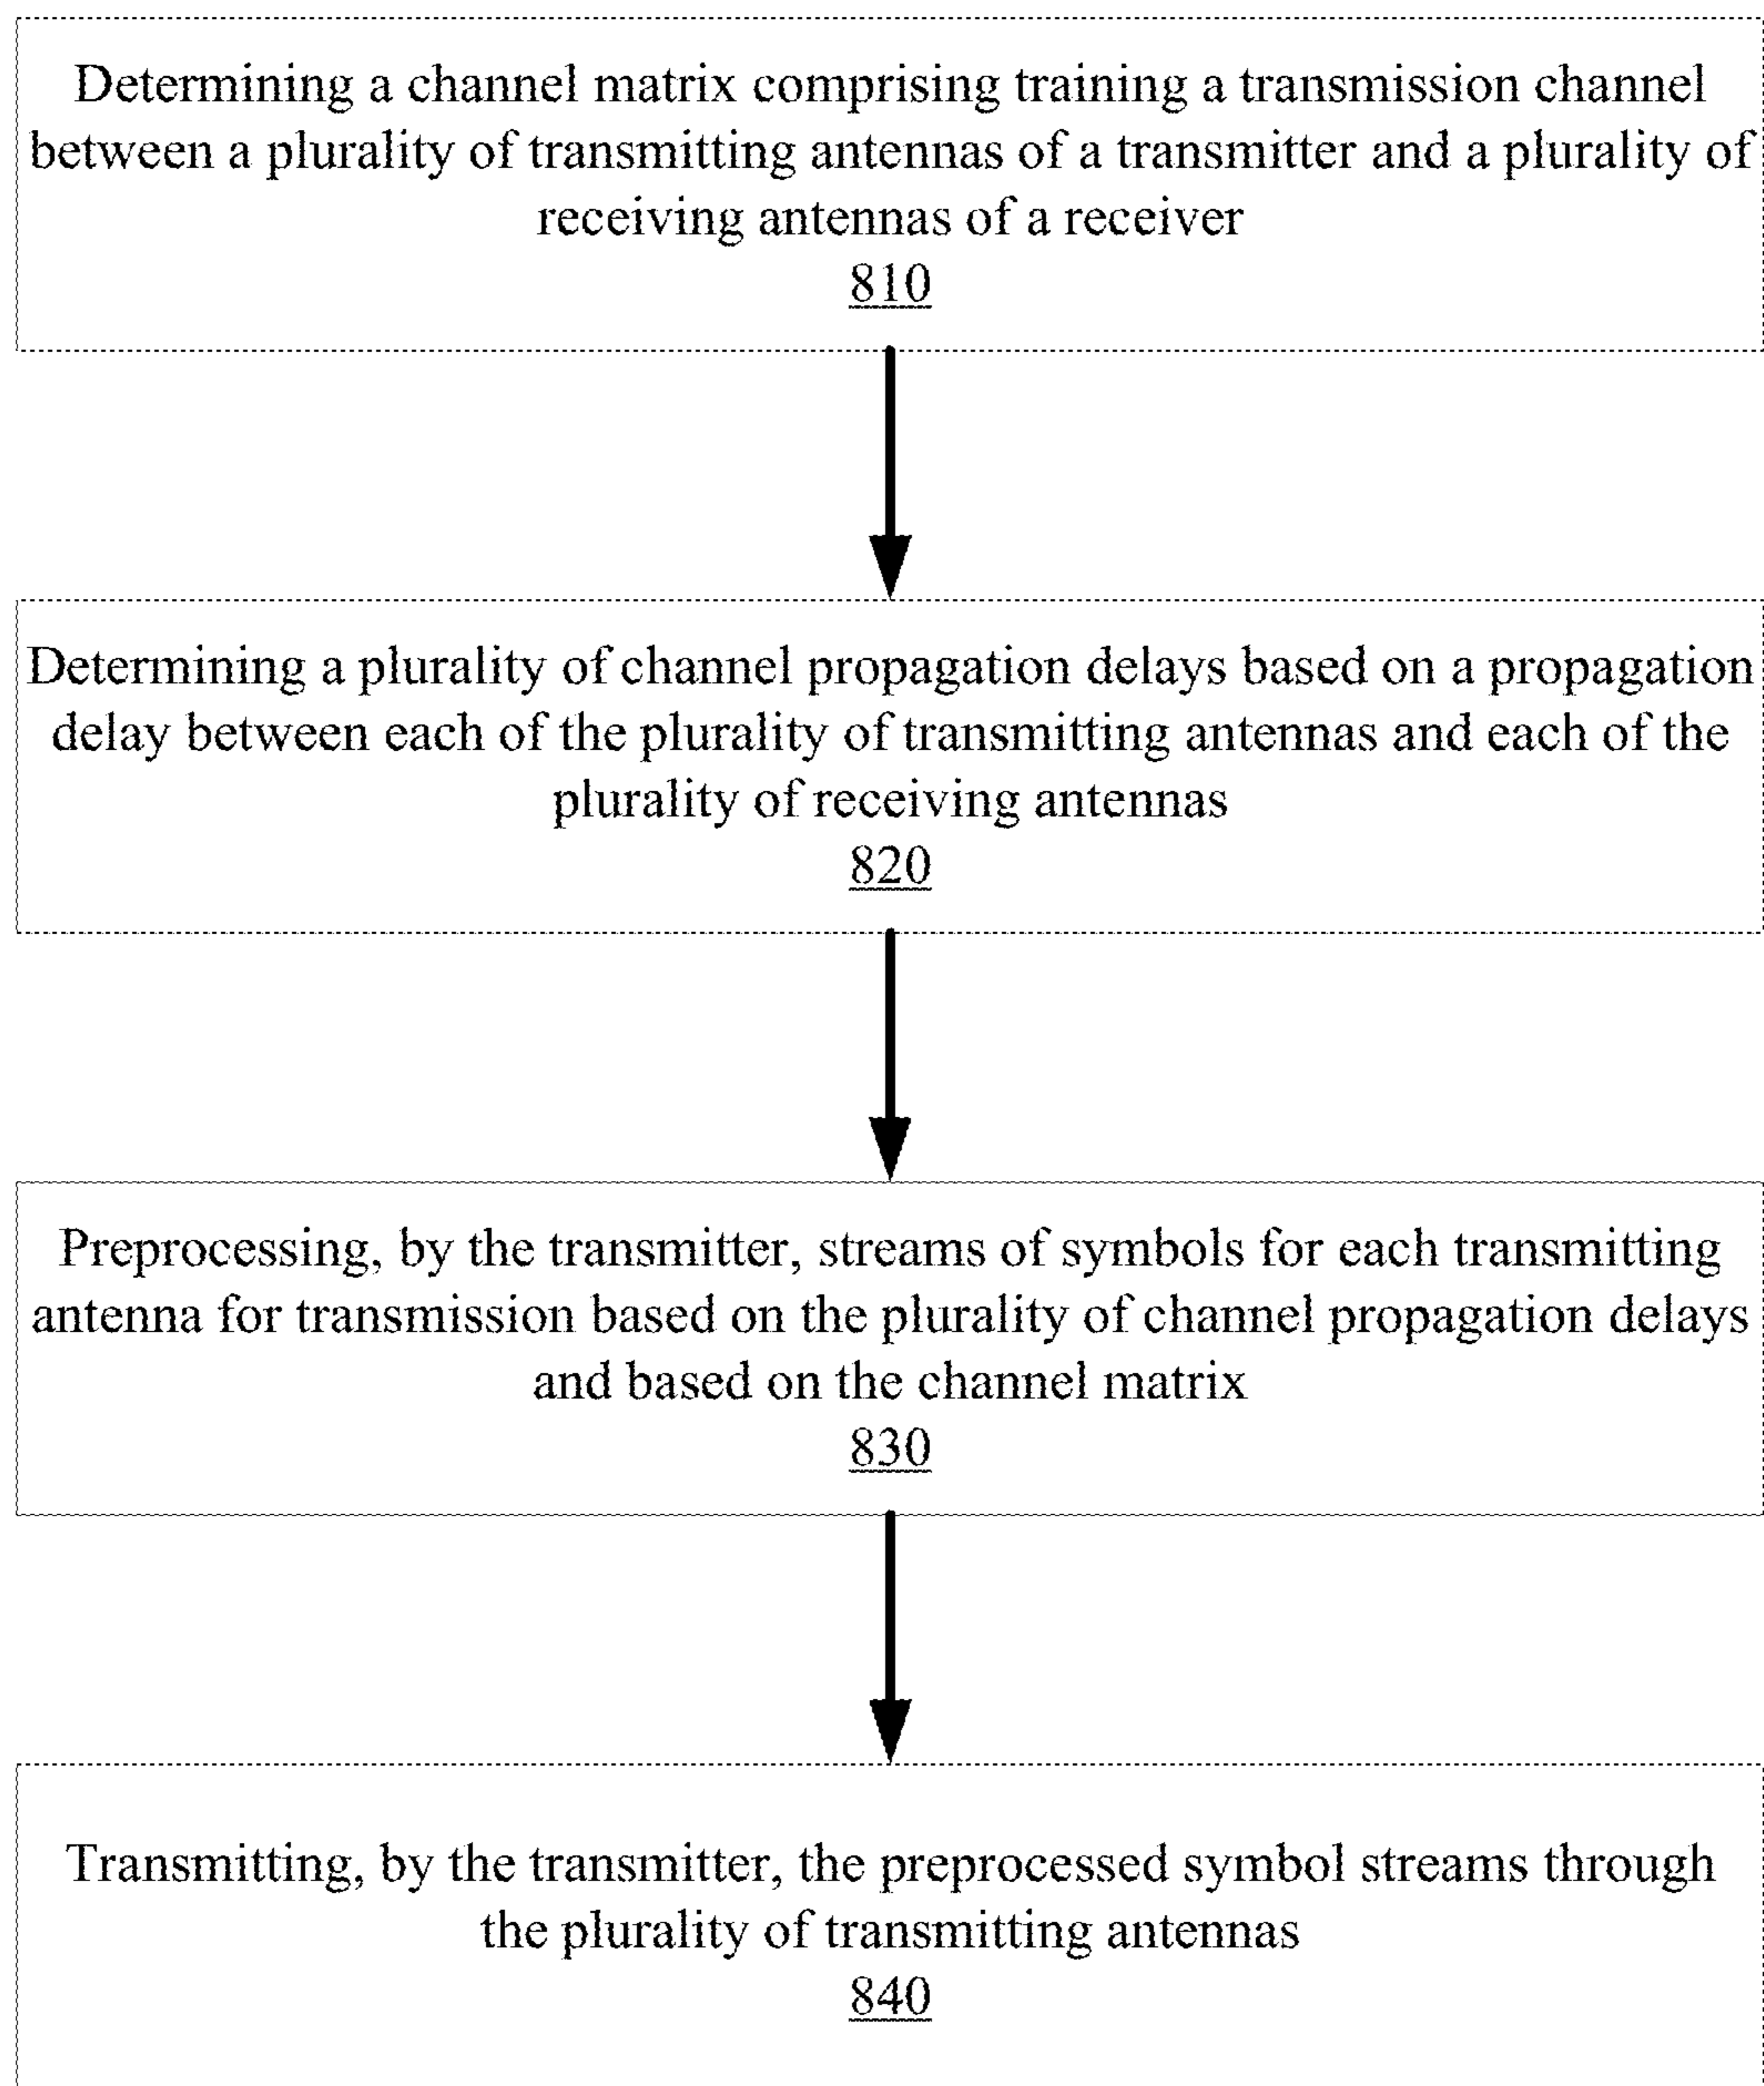 Determining a channel matrix comprising training a transmission channel
between a plurality of transmitting antennas of a transmitter and a plurality of
receiving antennas of a receiver
810
Determining a plurality of channel propagation delays based on a propagation
delay between each of the plurality of transmitting antennas and each of the
plurality of receiving antennas
820
Preprocessing, by the transmitter, streams of symbols for each transmitting
antenna for transmission based on the plurality of channel propagation delays
and based on the channel matrix
830
Transmitting, by the transmitter, the preprocessed symbol streams through
the plurality of transmitting antennas
840